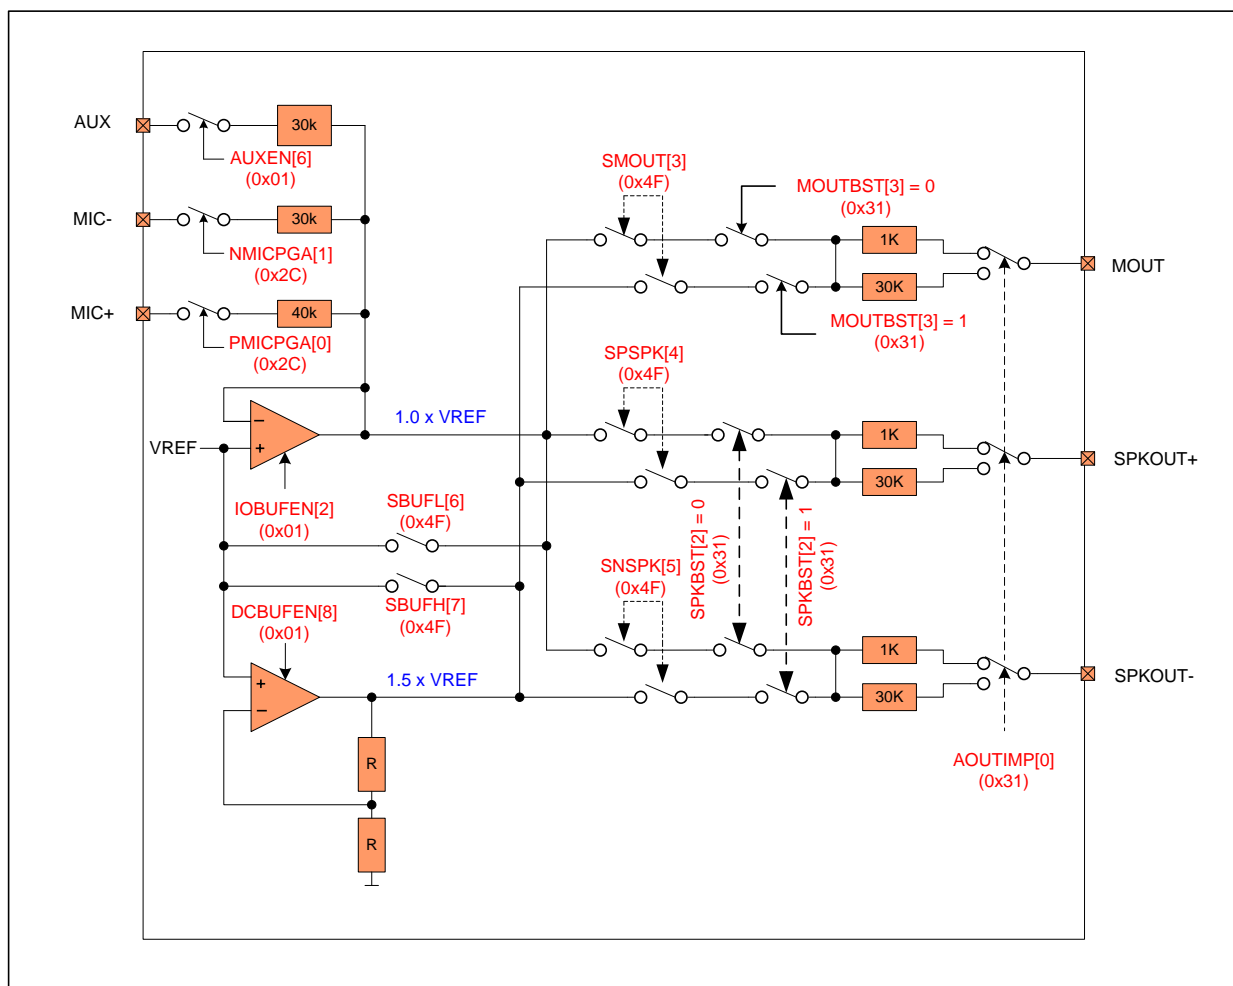 AUX
30k
AUXEN[6]
(0x01)
MIC-
30k
NMICPGA[1]
(0x2C)
MIC+
40k
PMICPGA[0]
(0x2C)
SMOUT[3]
(0x4F)
MOUTBST[3] = 0
(0x31)
1K
30K
MOUT
MOUTBST[3] = 1
(0x31)
SPSPK[4]
(0x4F)
1.0 x VREF
VREF
−
+
IOBUFEN[2]
(0x01)
1K
30K
SPKOUT+
SBUFL[6]
(0x4F)
SBUFH[7]
(0x4F)
SPKBST[2] = 0
(0x31)
SPKBST[2] = 1
(0x31)
SNSPK[5]
(0x4F)
DCBUFEN[8]
(0x01)
+
−
1.5 x VREF
1K
30K
SPKOUT-
R
R
AOUTIMP[0]
(0x31)